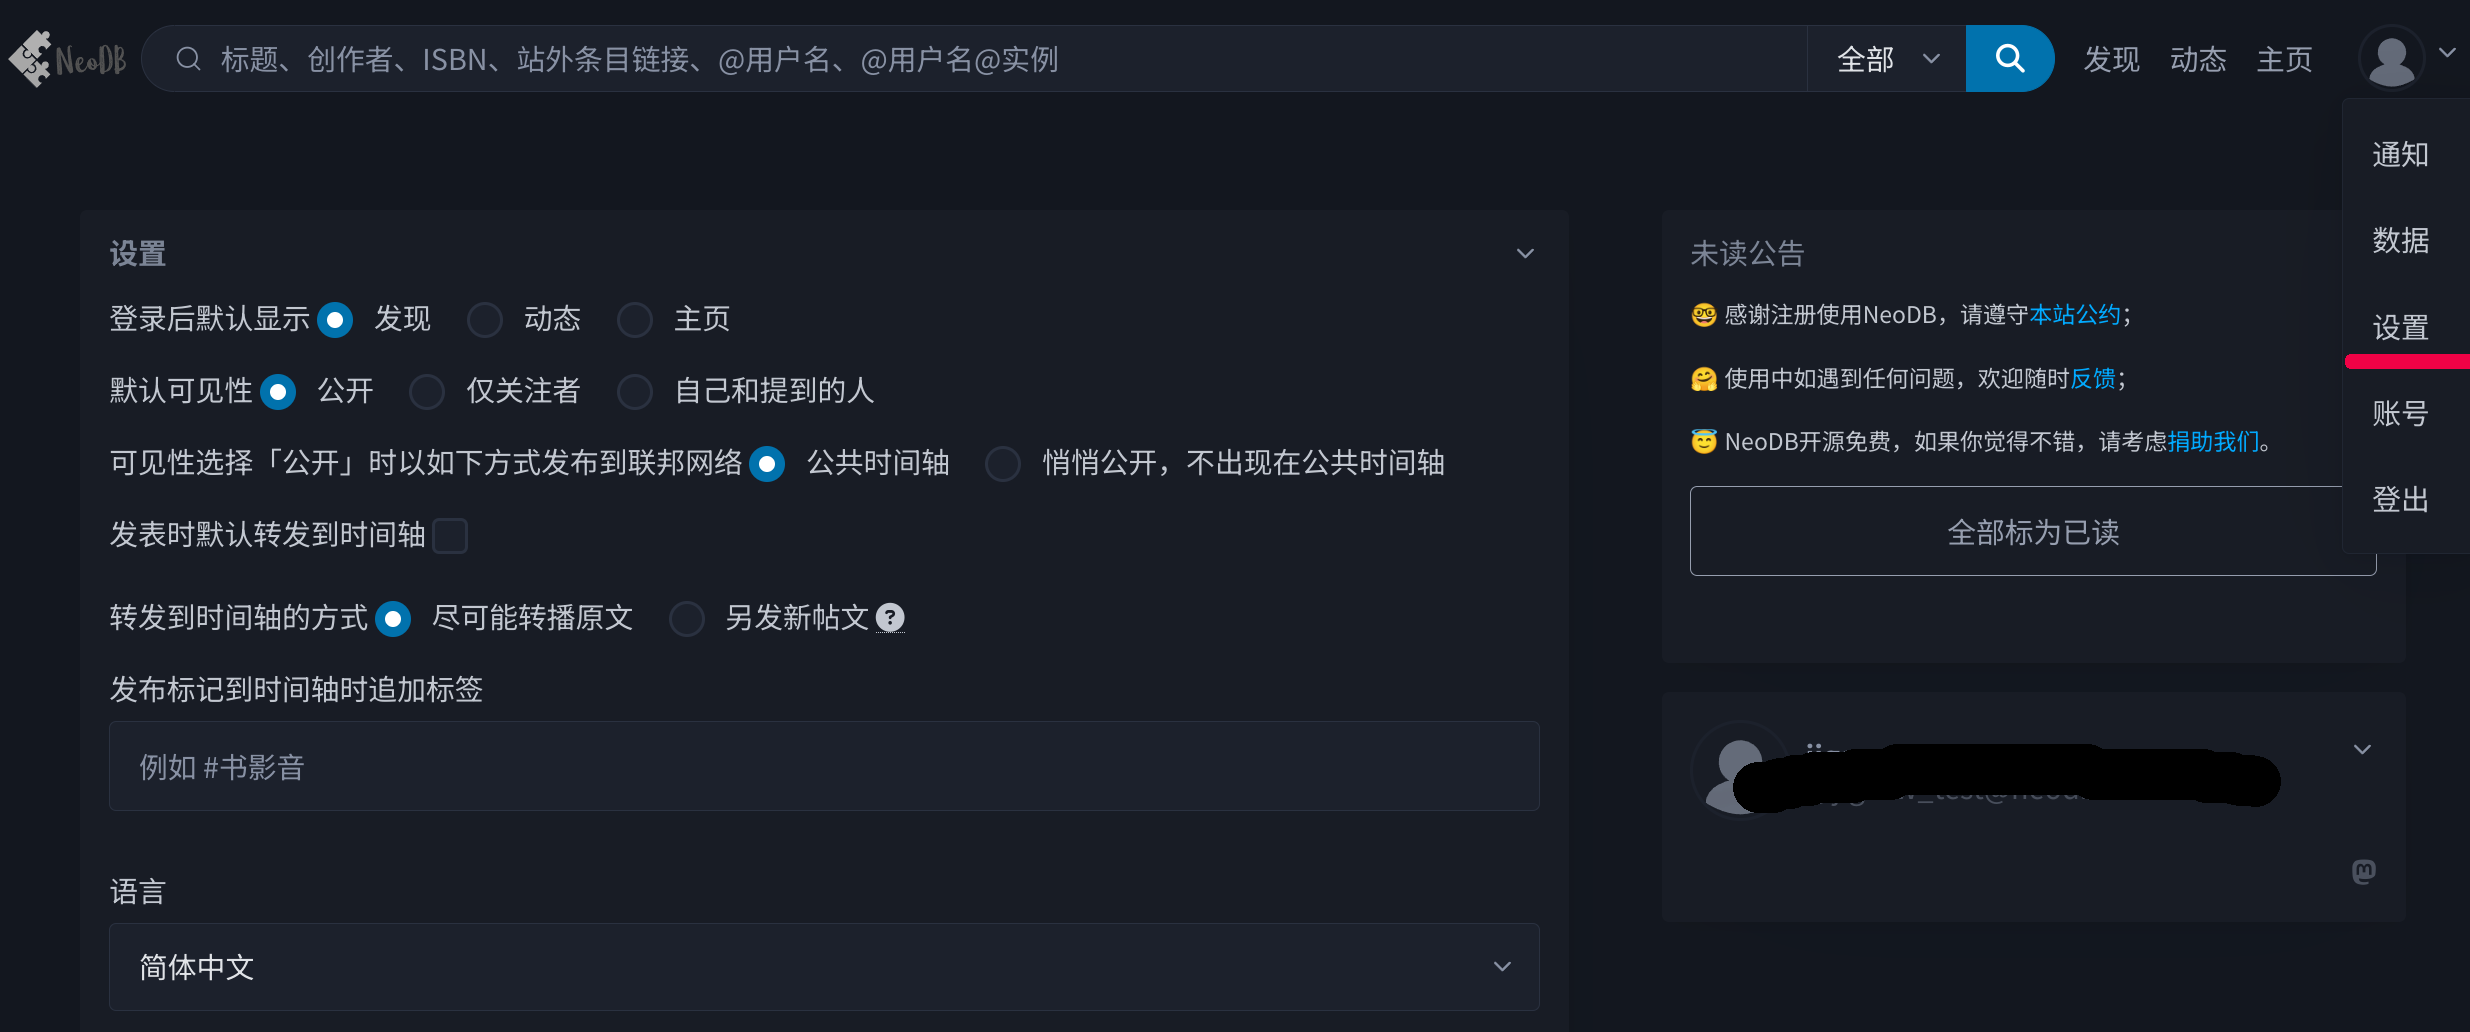 NeoDB
标题、创作者、ISBN、站外条目链接、@用户名、@用户名@实例
全部
发现
动态
主页
通知
数据
设置
账号
登出
设置
登录后默认显示 发现 动态 主页
默认可见性 公开 仅关注者 自己和提到的人
可见性选择「公开」时以如下方式发布到联邦网络 公共时间轴 悄悄公开，不出现在公共时间轴
发表时默认转发到时间轴
转发到时间轴的方式 尽可能转播原文 另发新帖文 ?
发布标记到时间轴时追加标签
例如 #书影音
语言
简体中文
未读公告
🤓 感谢注册使用NeoDB，请遵守本站公约；
🤗 使用中如遇到任何问题，欢迎随时反馈；
😇 NeoDB开源免费，如果你觉得不错，请考虑捐助我们。
全部标为已读